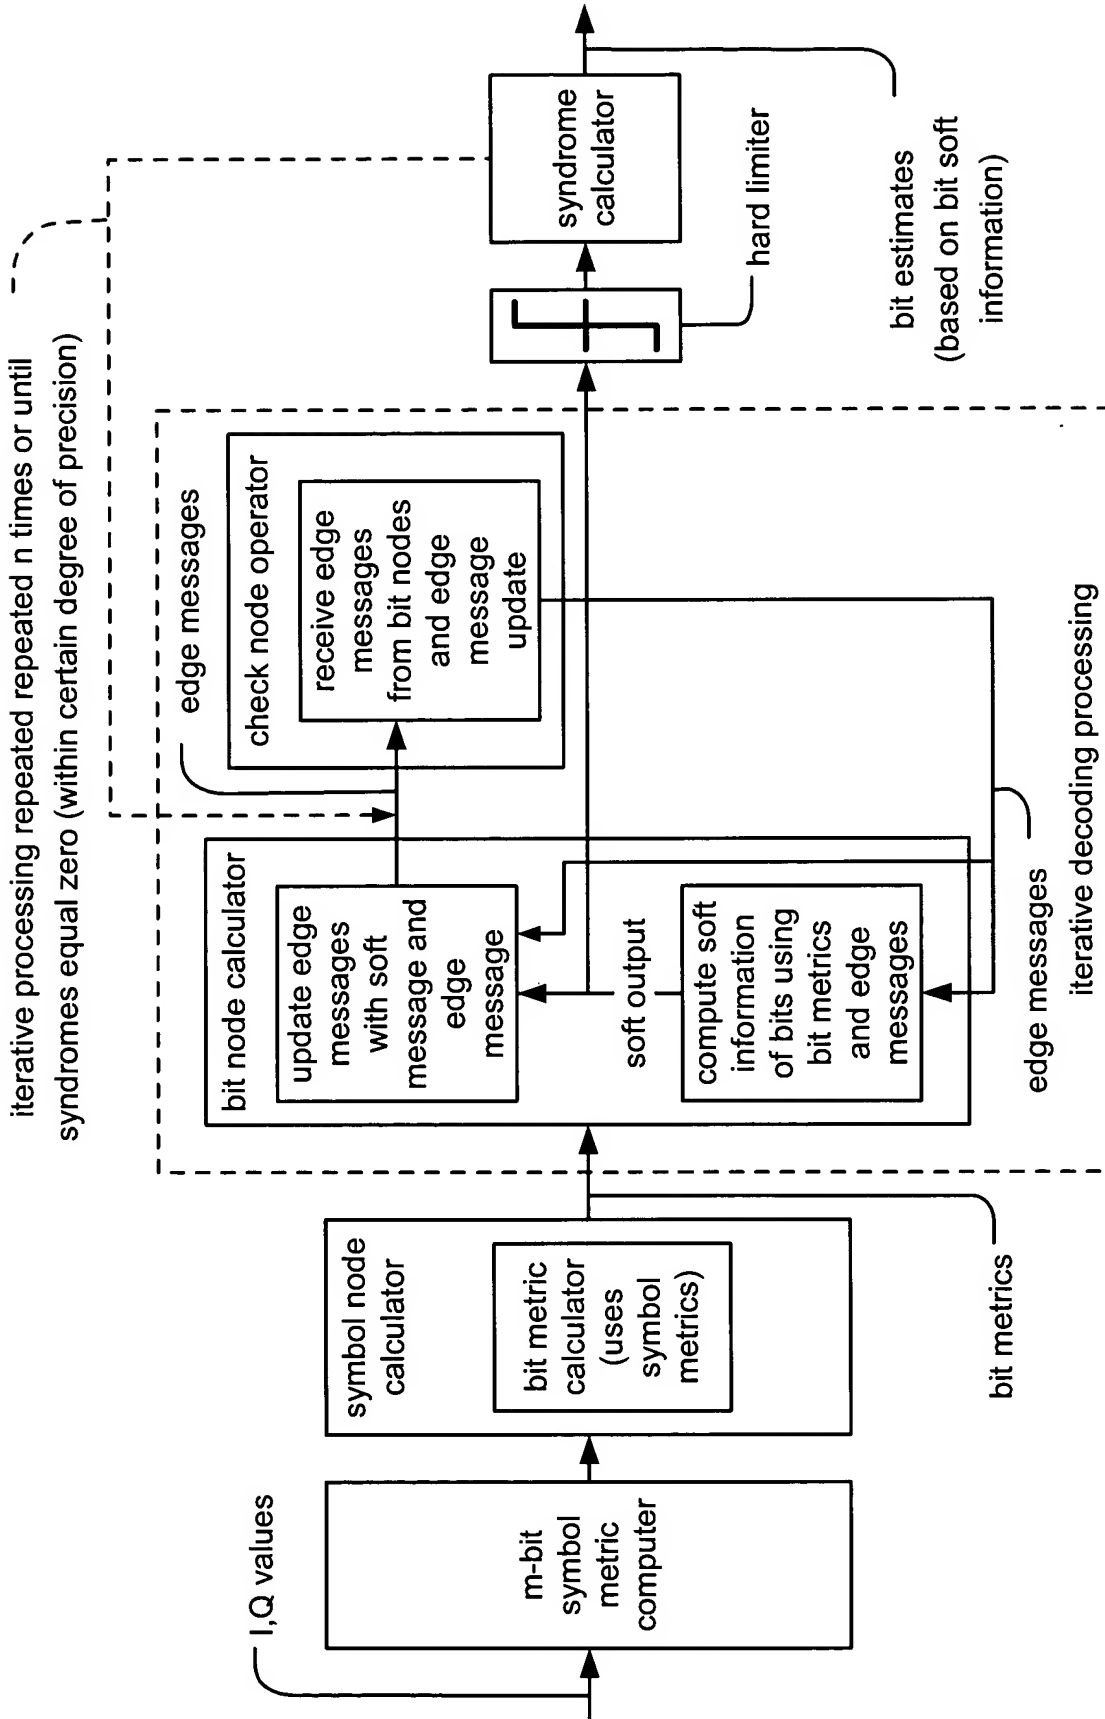 iterative processing repeated repeated n times or until
syndromes equal zero (within certain degree of precision)
I,Q values
m-bit
symbol
metric
computer
symbol node
calculator
bit metric
calculator
(uses
symbol
metrics)
bit metrics
bit node calculator
update edge
messages
with soft
message and
edge
message
soft output
compute soft
information
of bits using
bit metrics
and edge
messages
edge messages
check node operator
receive edge
messages
from bit nodes
and edge
message
update
edge messages
iterative decoding processing
hard limiter
syndrome
calculator
bit estimates
(based on bit soft
information)